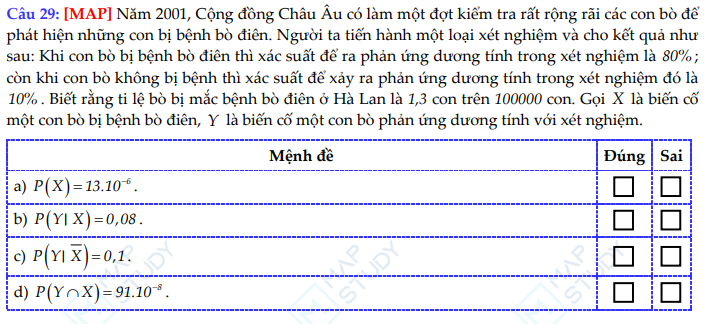 Câu 29: [MAP] Năm 2001, Cộng đồng Châu Âu có làm một đợt kiểm tra rất rộng rãi các con bò để
phát hiện những con bị bệnh bò điên. Người ta tiến hành một loại xét nghiệm và cho kết quả như
sau: Khi con bò bị bệnh bò điên thì xác suất để ra phản ứng dương tính trong xét nghiệm là 80%;
còn khi con bò không bị bệnh thì xác suất để xảy ra phản ứng dương tính trong xét nghiệm đó là
10%. Biết rằng tỉ lệ bò bị mắc bệnh bò điên ở Hà Lan là 1,3 con trên 100000 con. Gọi X là biến cố
một con bò bị bệnh bò điên, Y là biến cố một con bò phản ứng dương tính với xét nghiệm.
Mệnh đề Đúng Sai
a) P(X)=13.10⁻⁶.
b) P(Y|X)=0,08.
c) P(Y|X̅)=0,1.
d) P(Y∩X)=91.10⁻⁸.
MAP STUDY
MAP STUDY
MAP STUDY